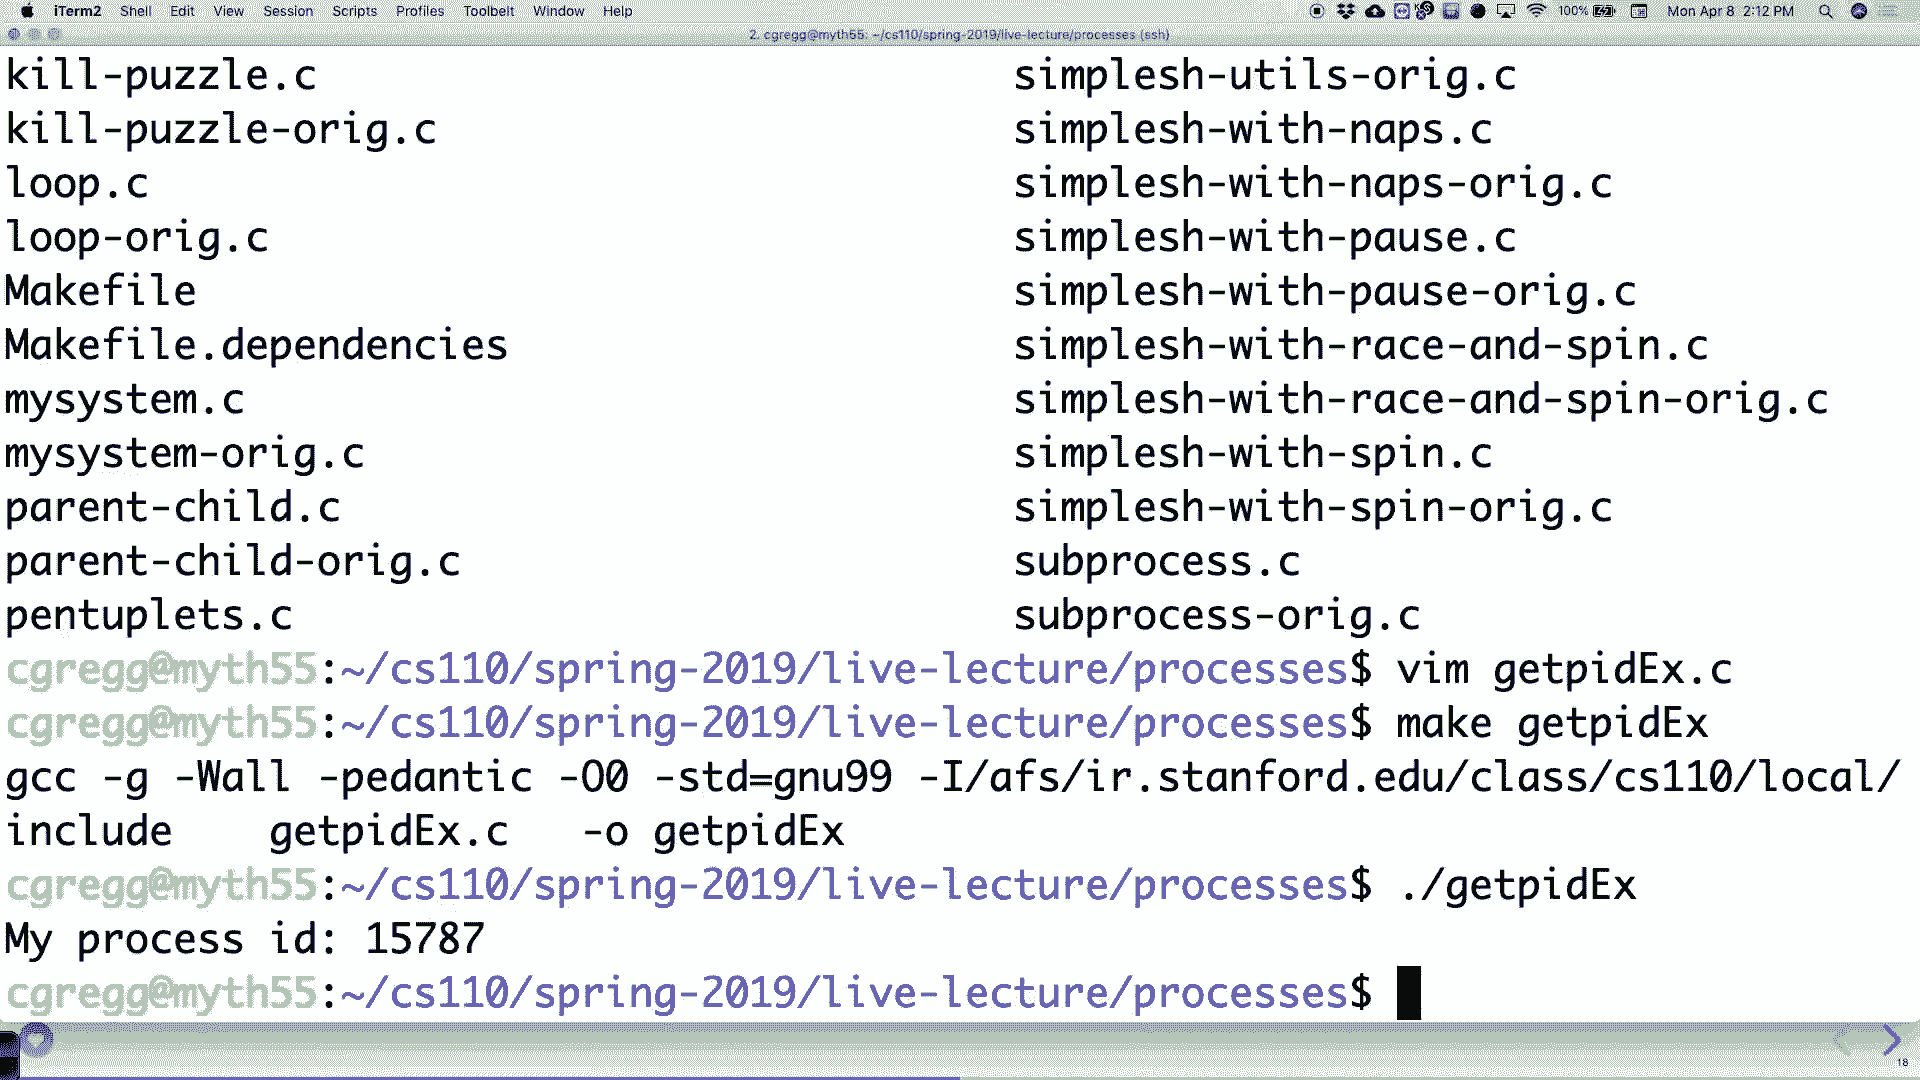 iTerm2 Shell Edit View Session Scripts Profiles Toolbelt Window Help 100% Mon Apr 8 2:12 PM
2. cgregg@myth55: ~/cs110/spring-2019/live-lecture/processes (ssh)
kill-puzzle.c simplesh-utils-orig.c
kill-puzzle-orig.c simplesh-with-naps.c
loop.c simplesh-with-naps-orig.c
loop-orig.c simplesh-with-pause.c
Makefile simplesh-with-pause-orig.c
Makefile.dependencies simplesh-with-race-and-spin.c
mysystem.c simplesh-with-race-and-spin-orig.c
mysystem-orig.c simplesh-with-spin.c
parent-child.c simplesh-with-spin-orig.c
parent-child-orig.c subprocess.c
pentuplets.c subprocess-orig.c
cgregg@myth55:~/cs110/spring-2019/live-lecture/processes$ vim getpidEx.c
cgregg@myth55:~/cs110/spring-2019/live-lecture/processes$ make getpidEx
gcc -g -Wall -pedantic -O0 -std=gnu99 -I/afs/ir.stanford.edu/class/cs110/local/
include getpidEx.c -o getpidEx
cgregg@myth55:~/cs110/spring-2019/live-lecture/processes$ ./getpidEx
My process id: 15787
cgregg@myth55:~/cs110/spring-2019/live-lecture/processes$
18